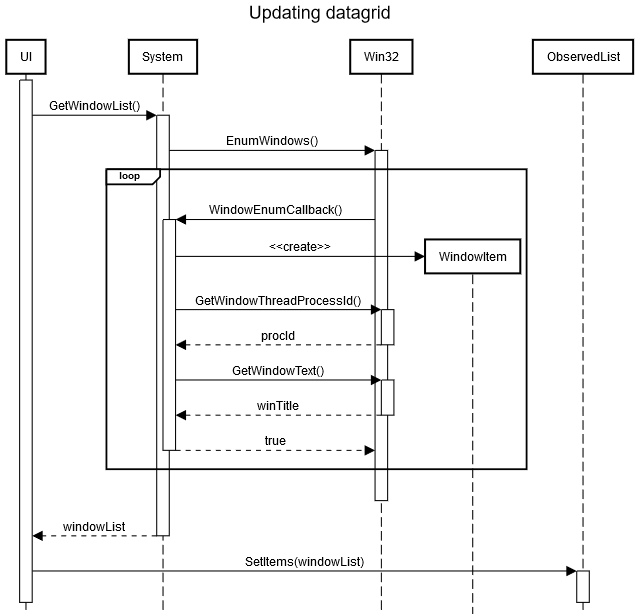 Updating datagrid
UI
System
Win32
ObservedList
GetWindowList()
EnumWindows()
loop
WindowEnumCallback()
<<create>>
WindowItem
GetWindowThreadProcessId()
procId
GetWindowText()
winTitle
true
windowList
SetItems(windowList)